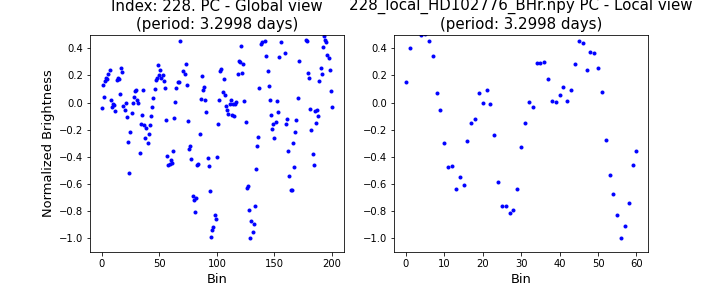 Index: 228. PC - Global view
(period: 3.2998 days)
228_local_HD102776_BHr.npy PC - Local view
(period: 3.2998 days)
Normalized Brightness
0.4
0.2
0.0
−0.2
−0.4
−0.6
−0.8
−1.0
0 50 100 150 200
Bin
0.4
0.2
0.0
−0.2
−0.4
−0.6
−0.8
−1.0
0 10 20 30 40 50 60
Bin